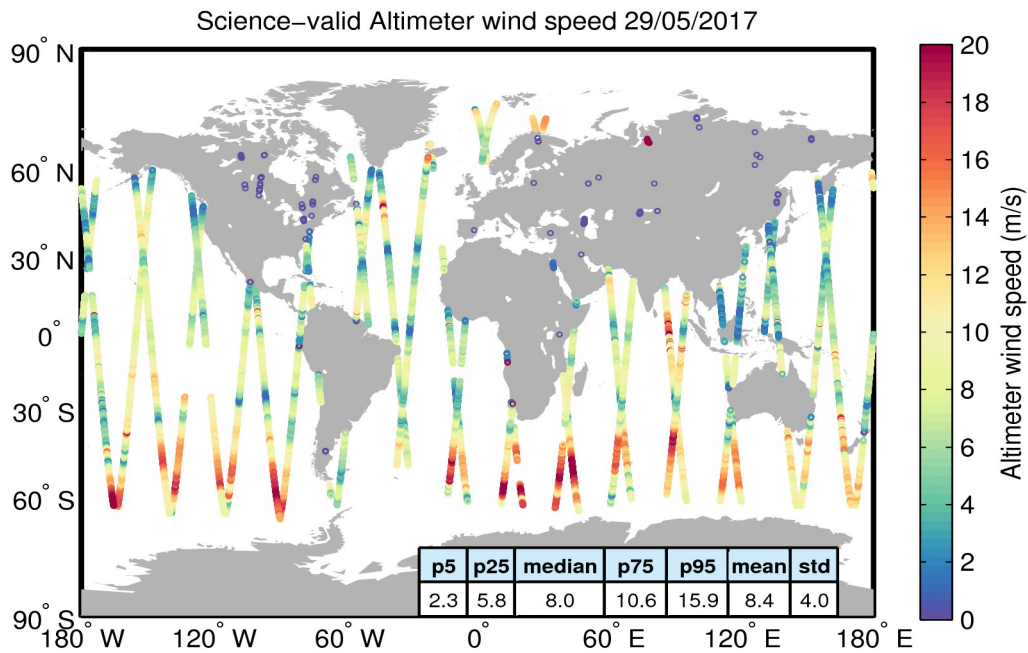 Science−valid Altimeter wind speed 29/05/2017
90° N
60° N
30° N
0°
30° S
60° S
90° S
180° W
120° W
60° W
0°
60° E
120° E
180° E
p5 p25 median p75 p95 mean std
2.3 5.8 8.0 10.6 15.9 8.4 4.0
20
18
16
14
12
10
8
6
4
2
0
Altimeter wind speed (m/s)